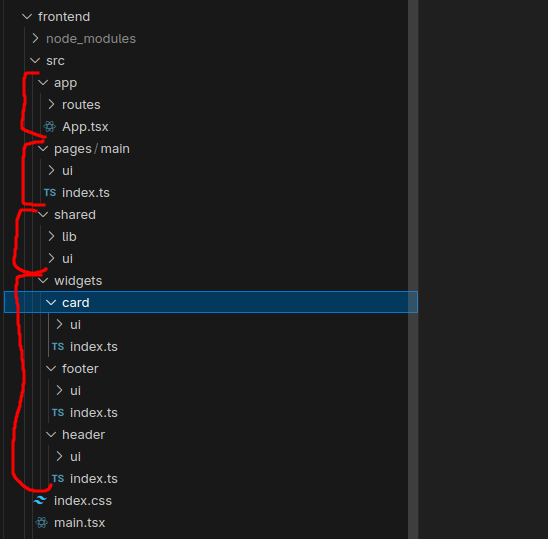 frontend
node_modules
src
app
routes
App.tsx
pages/main
ui
TS index.ts
shared
lib
ui
widgets
card
ui
TS index.ts
footer
ui
TS index.ts
header
ui
TS index.ts
index.css
main.tsx